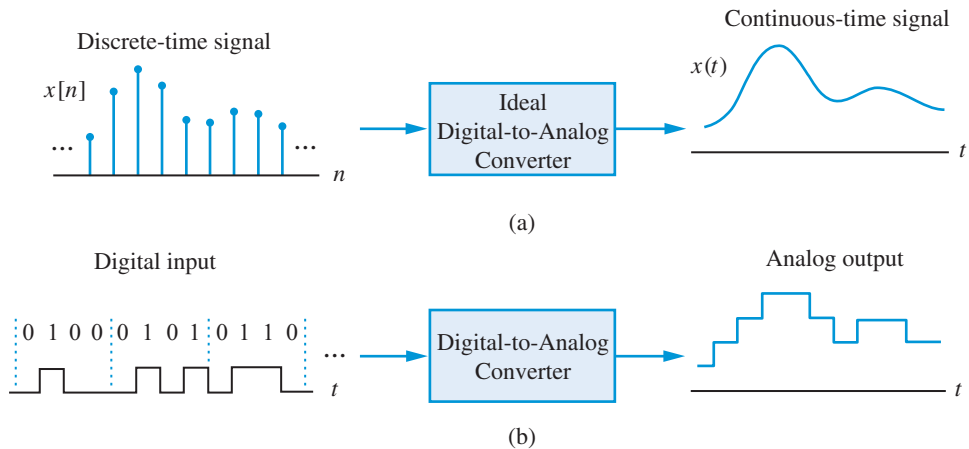 Discrete-time signal
x[n]
...
...
n
Ideal
Digital-to-Analog
Converter
Continuous-time signal
x(t)
t
(a)
Digital input
0 1 0 0 0 1 0 1 0 1 1 0
...
t
Digital-to-Analog
Converter
Analog output
t
(b)